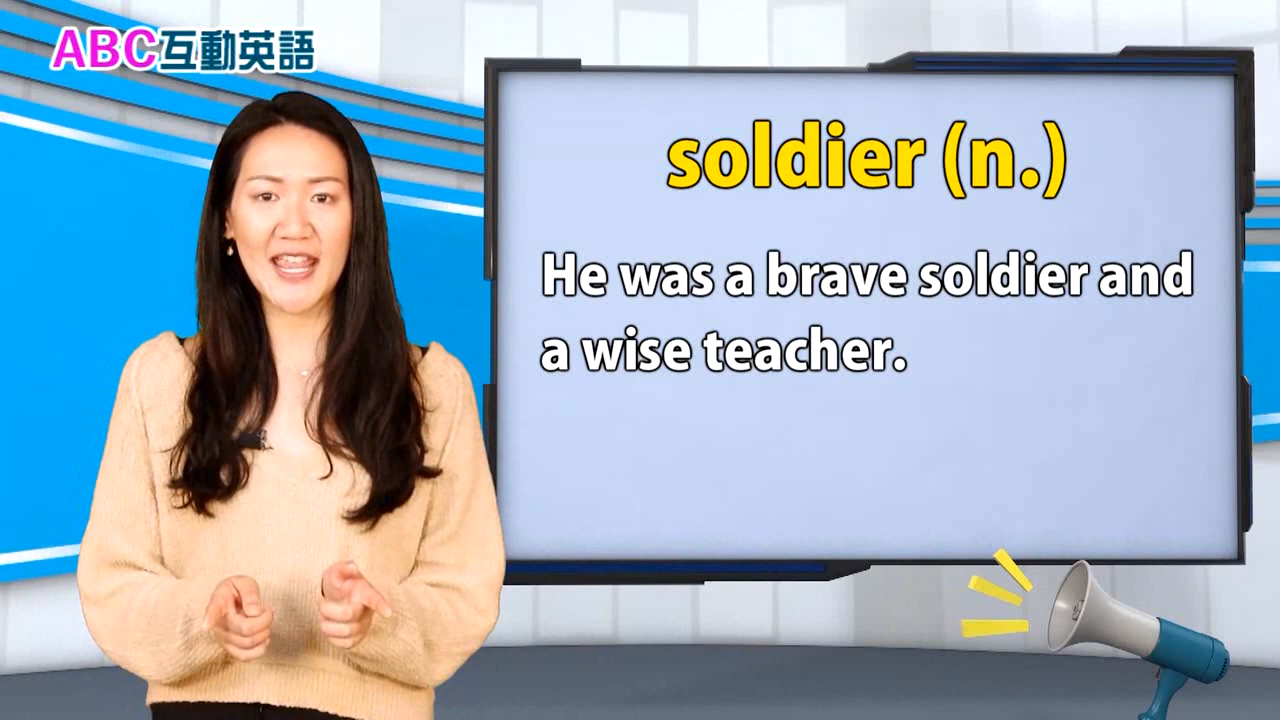 ABC互動英語
soldier (n.)
He was a brave soldier and
a wise teacher.